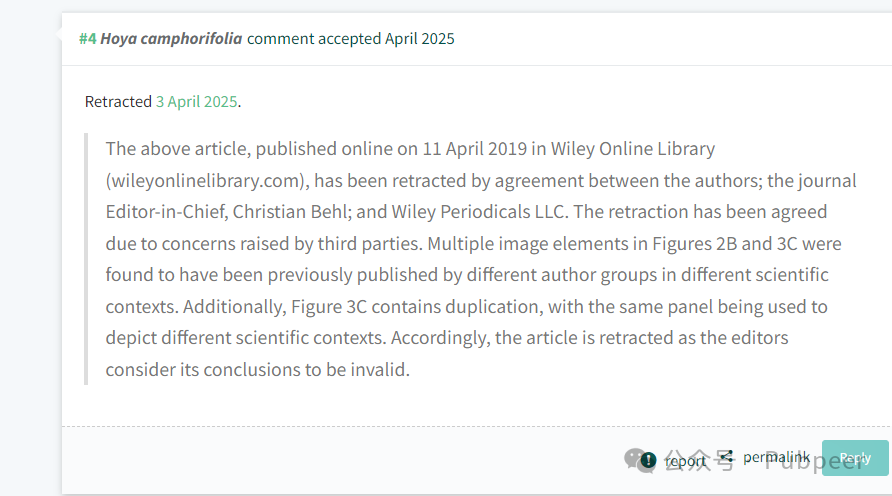 #4 Hoya camphorifolia comment accepted April 2025
Retracted 3 April 2025.
The above article, published online on 11 April 2019 in Wiley Online Library
(wileyonlinelibrary.com), has been retracted by agreement between the authors; the journal
Editor-in-Chief, Christian Behl; and Wiley Periodicals LLC. The retraction has been agreed
due to concerns raised by third parties. Multiple image elements in Figures 2B and 3C were
found to have been previously published by different author groups in different scientific
contexts. Additionally, Figure 3C contains duplication, with the same panel being used to
depict different scientific contexts. Accordingly, the article is retracted as the editors
consider its conclusions to be invalid.
report permalink Reply
公众号 · Pubpeer